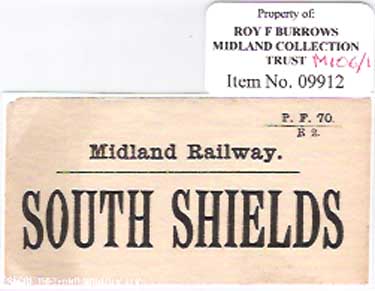 Property of:
ROY F BURROWS
MIDLAND COLLECTION
TRUST M106/1
Item No. 09912
P. F. 70.
R 2.
Midland Railway.
SOUTH SHIELDS